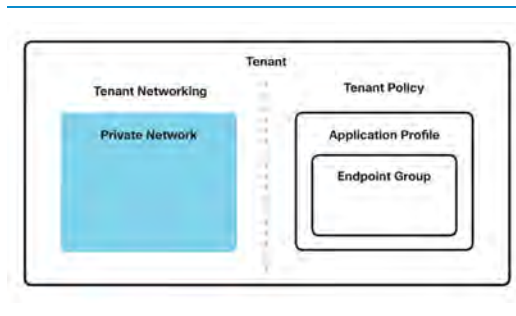 Tenant
Tenant Networking
Tenant Policy
Private Network
Application Profile
Endpoint Group